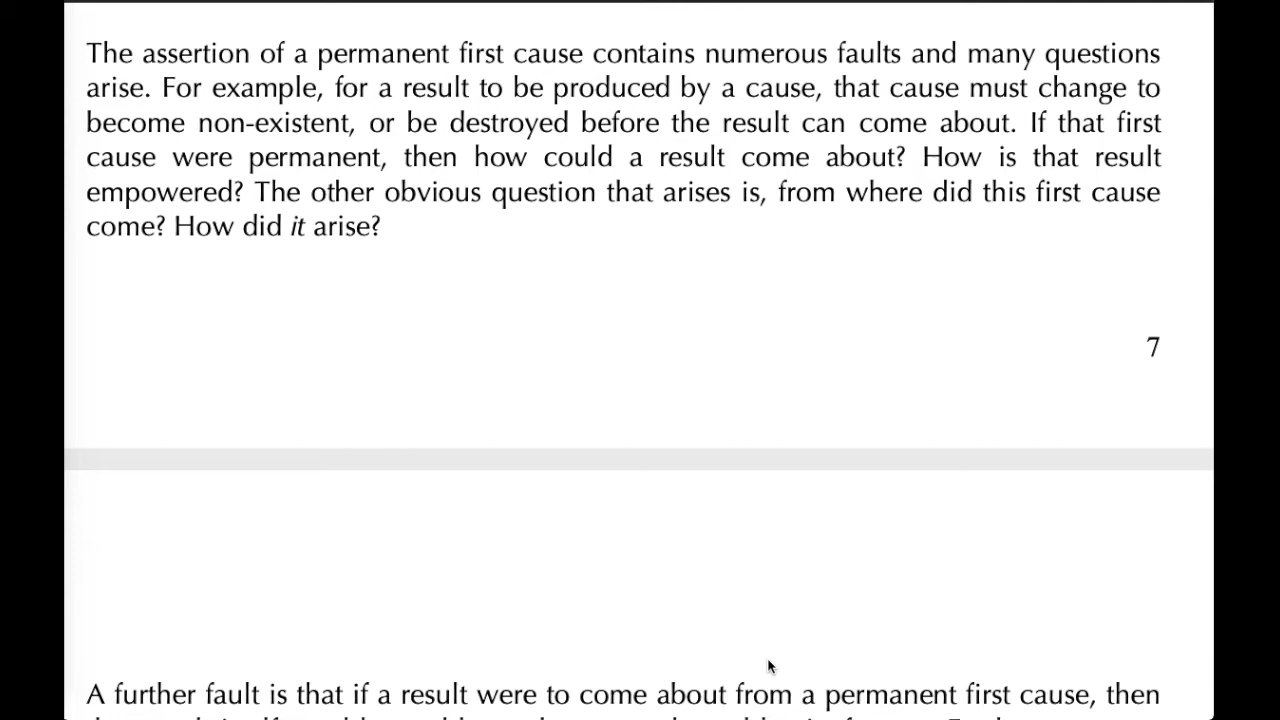 The assertion of a permanent first cause contains numerous faults and many questions
arise. For example, for a result to be produced by a cause, that cause must change to
become non-existent, or be destroyed before the result can come about. If that first
cause were permanent, then how could a result come about? How is that result
empowered? The other obvious question that arises is, from where did this first cause
come? How did it arise?
7
A further fault is that if a result were to come about from a permanent first cause, then